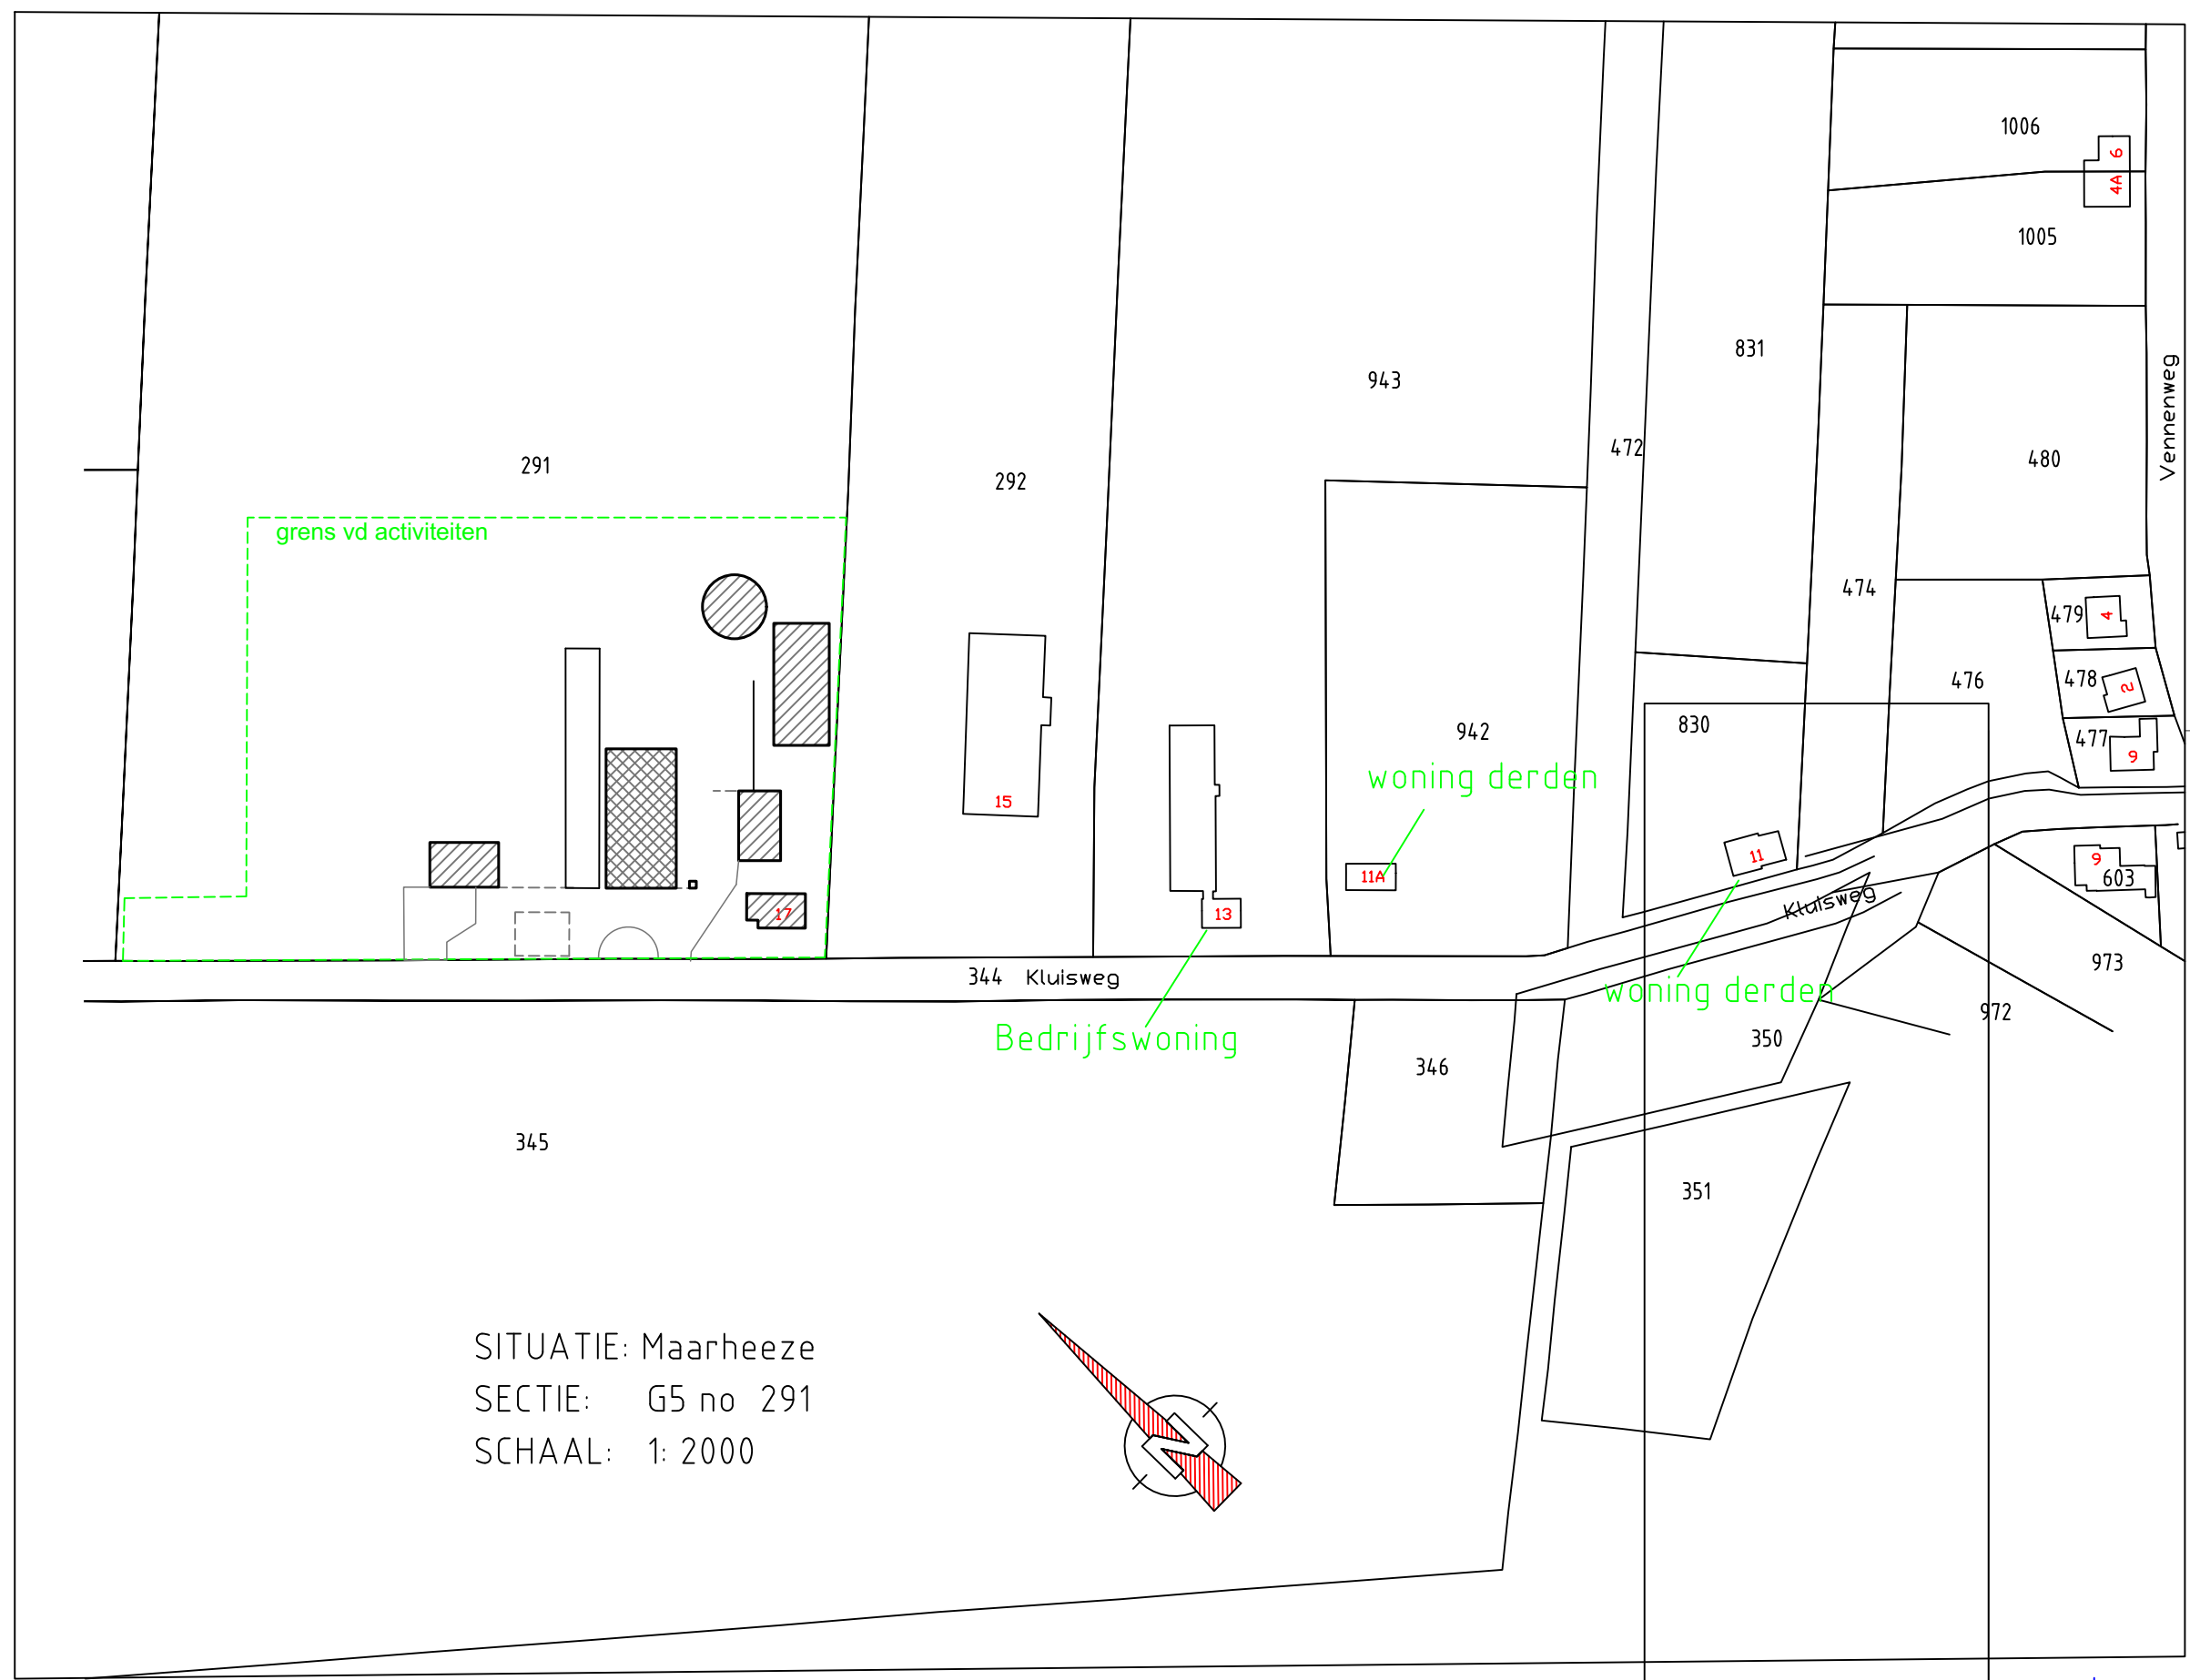 1006
6
4A
1005
831
943
Vennenweg
472
480
291
292
grens vd activiteiten
474
479
4
476
478
2
830
942
477
9
woning derden
15
11
9
603
11A
17
13
Kluisweg
973
344 Kluisweg
woning derden
972
Bedrijfswoning
350
346
345
351
SITUATIE: Maarheeze
SECTIE: G5 no 291
SCHAAL: 1: 2000
N